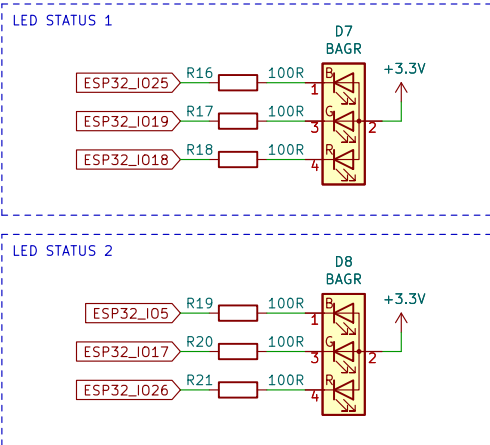 LED STATUS 1
D7
BAGR
+3.3V
ESP32_IO25 R16 100R 1 B
ESP32_IO19 R17 100R 3 G 2
ESP32_IO18 R18 100R 4 R
LED STATUS 2
D8
BAGR
+3.3V
ESP32_IO5 R19 100R 1 B
ESP32_IO17 R20 100R 3 G 2
ESP32_IO26 R21 100R 4 R